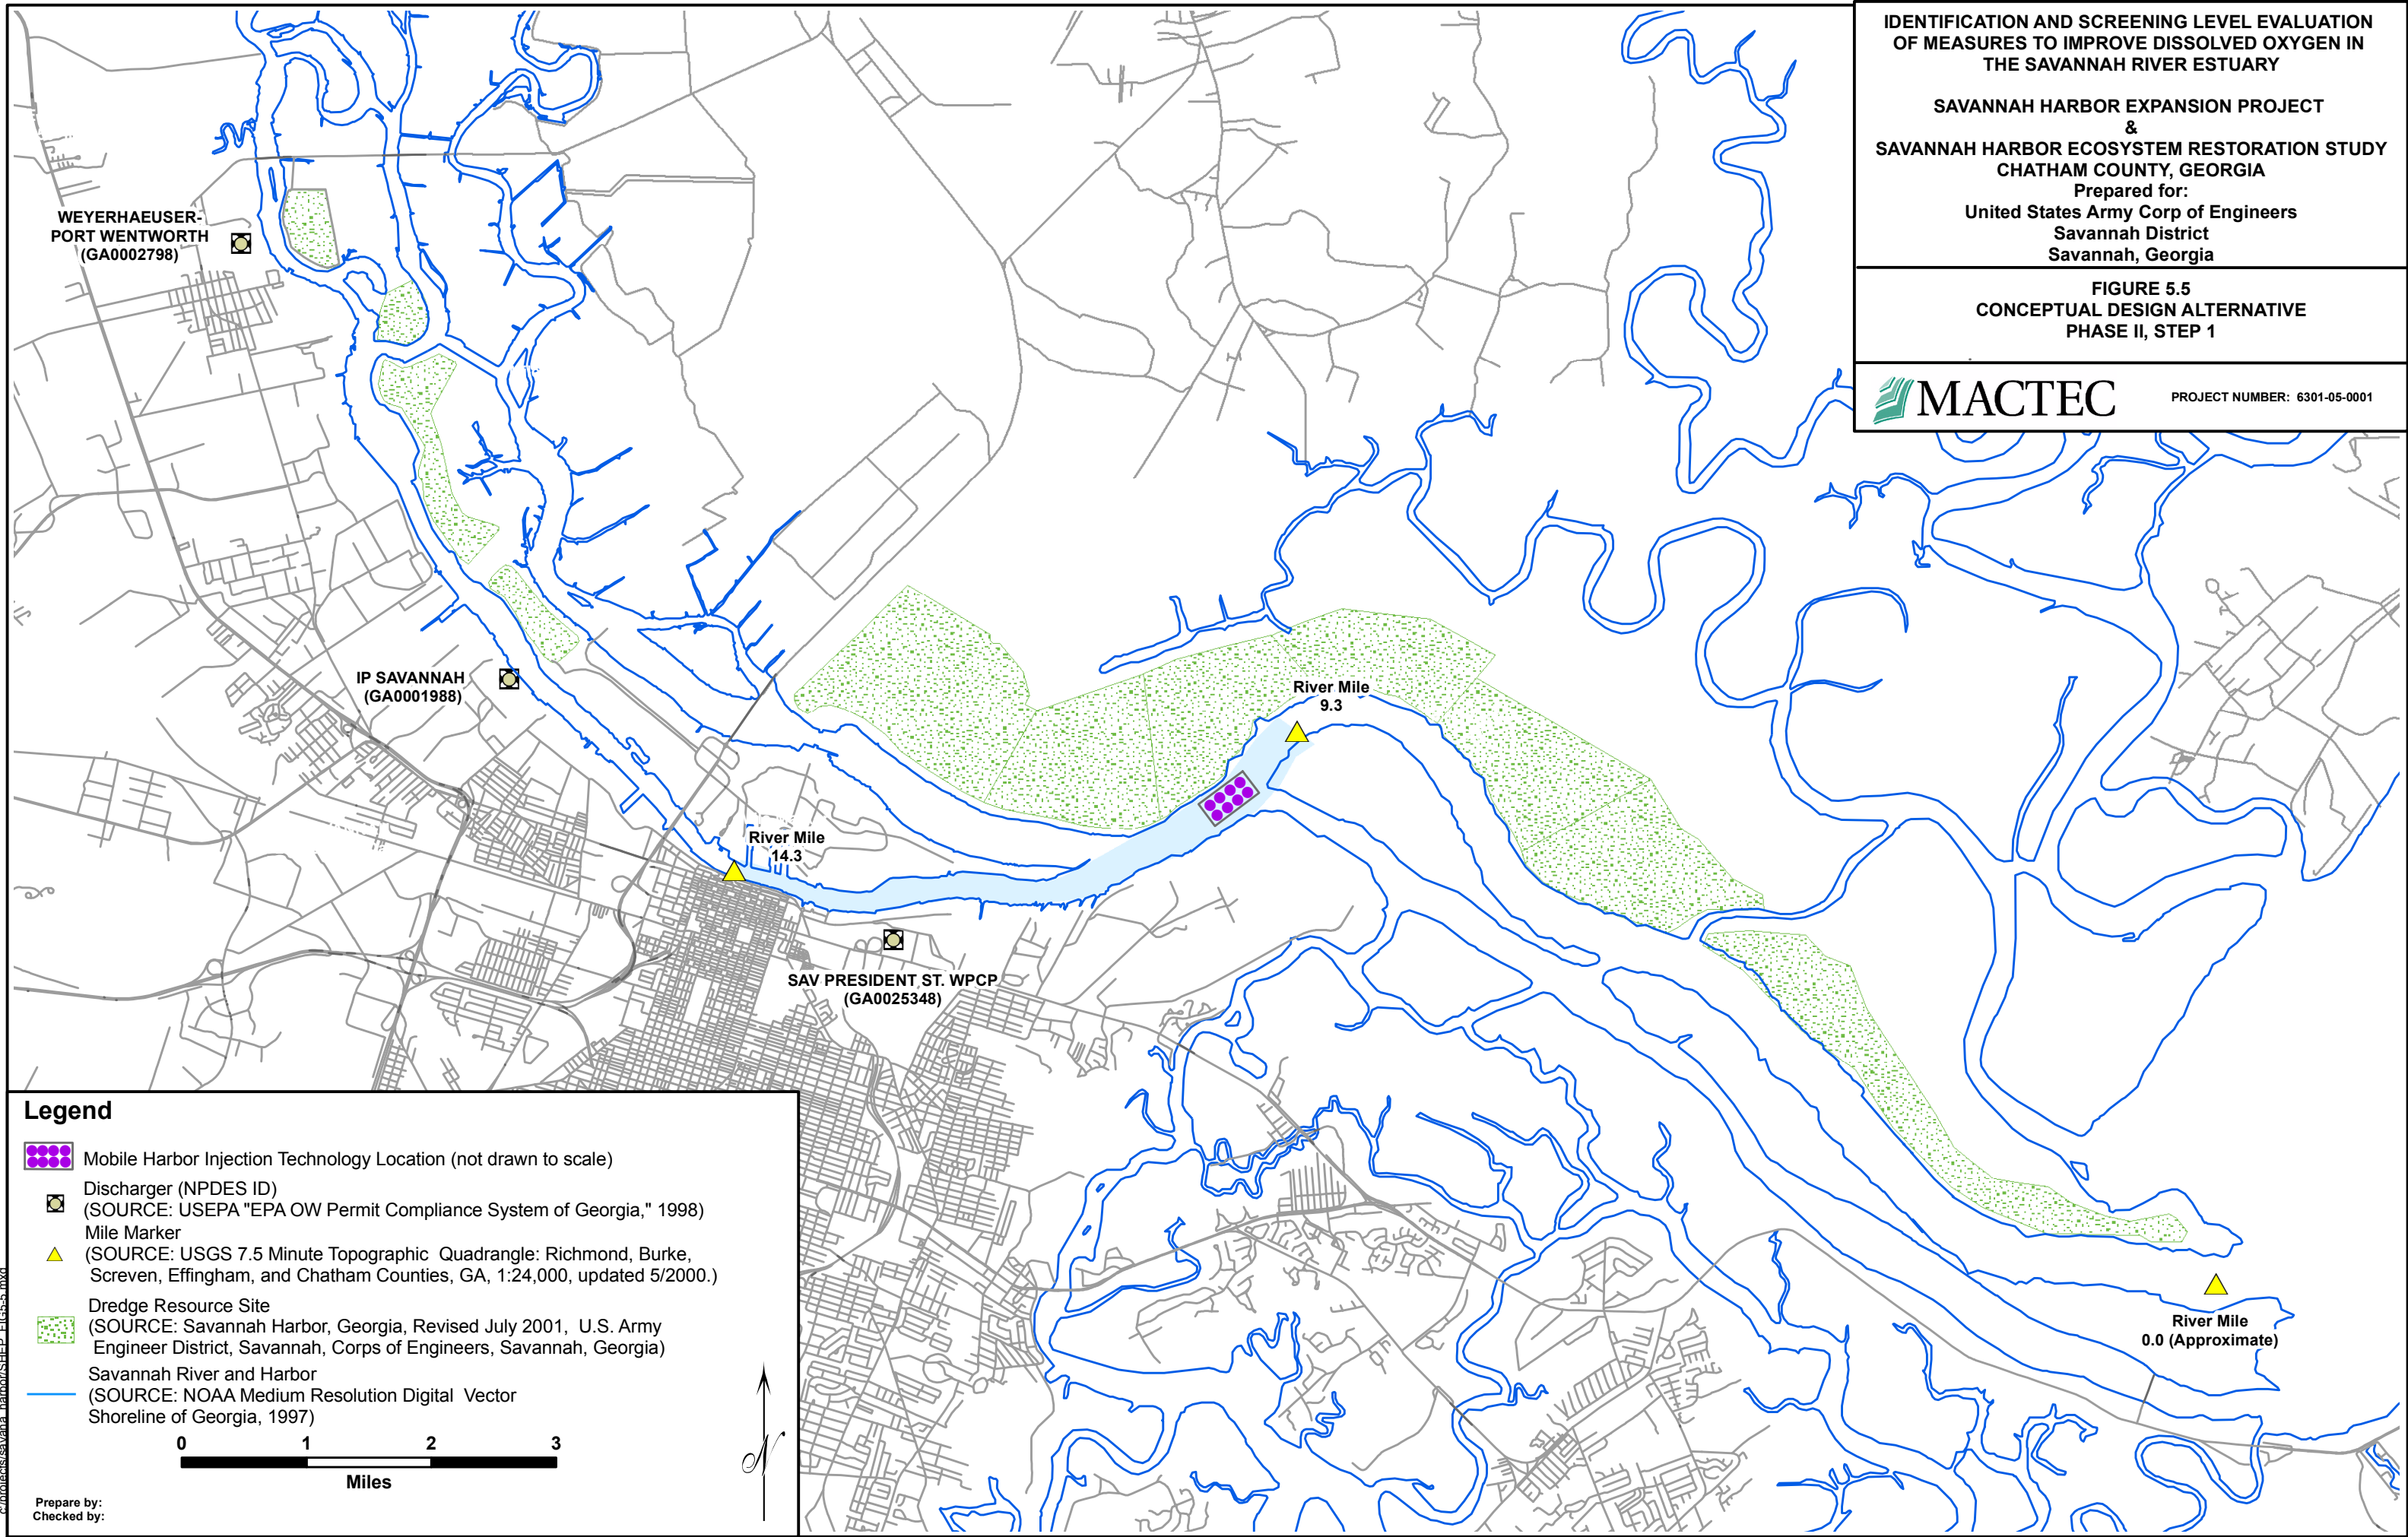 IDENTIFICATION AND SCREENING LEVEL EVALUATION
OF MEASURES TO IMPROVE DISSOLVED OXYGEN IN
THE SAVANNAH RIVER ESTUARY
SAVANNAH HARBOR EXPANSION PROJECT
&
SAVANNAH HARBOR ECOSYSTEM RESTORATION STUDY
CHATHAM COUNTY, GEORGIA
Prepared for:
United States Army Corp of Engineers
Savannah District
Savannah, Georgia
FIGURE 5.5
CONCEPTUAL DESIGN ALTERNATIVE
PHASE II, STEP 1
MACTEC
PROJECT NUMBER: 6301-05-0001
WEYERHAEUSER-
PORT WENTWORTH
(GA0002798)
IP SAVANNAH
(GA0001988)
River Mile
9.3
River Mile
14.3
SAV PRESIDENT ST. WPCP
(GA0025348)
River Mile
0.0 (Approximate)
Legend
Mobile Harbor Injection Technology Location (not drawn to scale)
Discharger (NPDES ID)
(SOURCE: USEPA "EPA OW Permit Compliance System of Georgia," 1998)
Mile Marker
(SOURCE: USGS 7.5 Minute Topographic Quadrangle: Richmond, Burke,
Screven, Effingham, and Chatham Counties, GA, 1:24,000, updated 5/2000.)
Dredge Resource Site
(SOURCE: Savannah Harbor, Georgia, Revised July 2001, U.S. Army
Engineer District, Savannah, Corps of Engineers, Savannah, Georgia)
Savannah River and Harbor
(SOURCE: NOAA Medium Resolution Digital Vector
Shoreline of Georgia, 1997)
0 1 2 3
Miles
N
Prepare by:
Checked by: